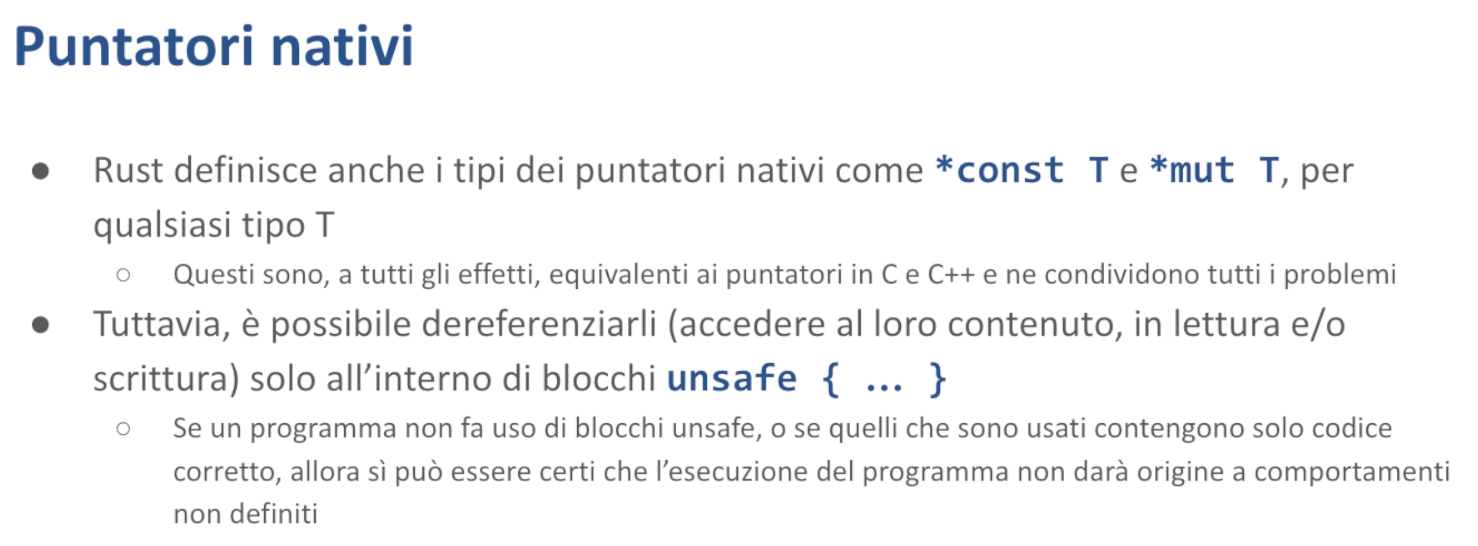 Puntatori nativi
● Rust definisce anche i tipi dei puntatori nativi come *const T e *mut T, per
qualsiasi tipo T
○ Questi sono, a tutti gli effetti, equivalenti ai puntatori in C e C++ e ne condividono tutti i problemi
● Tuttavia, è possibile dereferenziarli (accedere al loro contenuto, in lettura e/o
scrittura) solo all’interno di blocchi unsafe { … }
○ Se un programma non fa uso di blocchi unsafe, o se quelli che sono usati contengono solo codice
corretto, allora sì può essere certi che l’esecuzione del programma non darà origine a comportamenti
non definiti